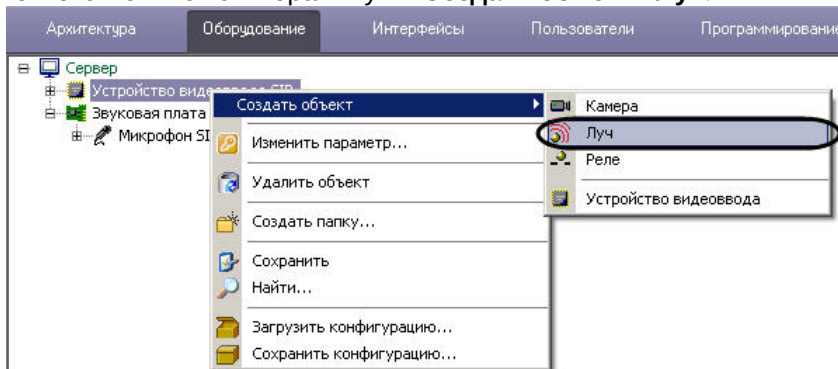 Архитектура Оборудование Интерфейсы Пользователи Программирование
Сервер
Устройство
Создать объект
Звуковая плата
Микрофон SI
Изменить параметр...
Удалить объект
Создать папку...
Сохранить
Найти...
Загрузить конфигурацию...
Сохранить конфигурацию...
Камера
Луч
Реле
Устройство видеоввода